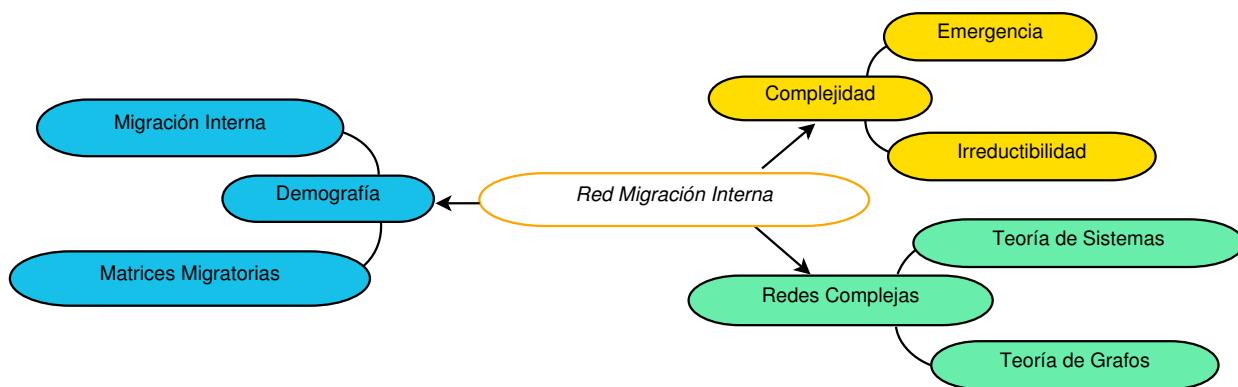 Emergencia
Complejidad
Irreductibilidad
Migración Interna
Demografía
Matrices Migratorias
Red Migración Interna
Teoría de Sistemas
Redes Complejas
Teoría de Grafos